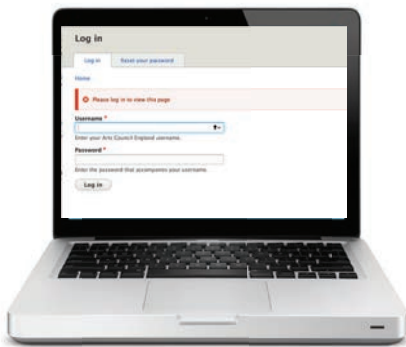 Log in
Log in Reset your password
Home
Please log in to view this page
Username *
Enter your Arts Council England username.
Password *
Enter the password that accompanies your username.
Log in